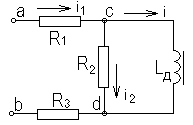 a i₁ c i
R₁
R₂ Lд
i₂
b R₃ d